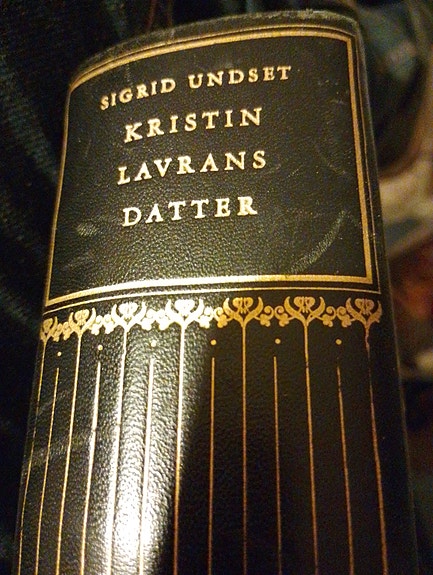 SIGRID UNDSET
KRISTIN
LAVRANS
DATTER